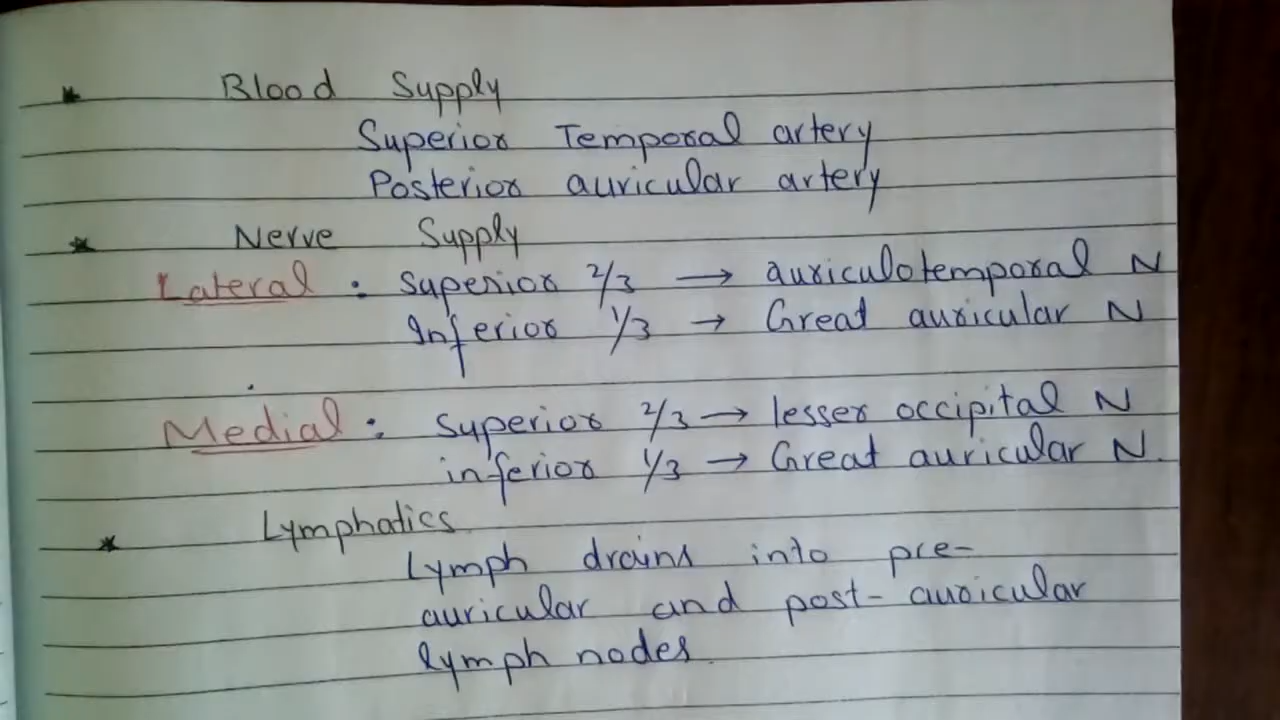 * Blood Supply
Superior Temporal artery
Posterior auricular artery
* Nerve Supply
Lateral : Superior 2/3 → auriculotemporal N
Inferior 1/3 → Great auricular N
Medial : Superior 2/3 → lesser occipital N
inferior 1/3 → Great auricular N.
* Lymphatics
Lymph drains into pre-
auricular and post-auricular
lymph nodes.